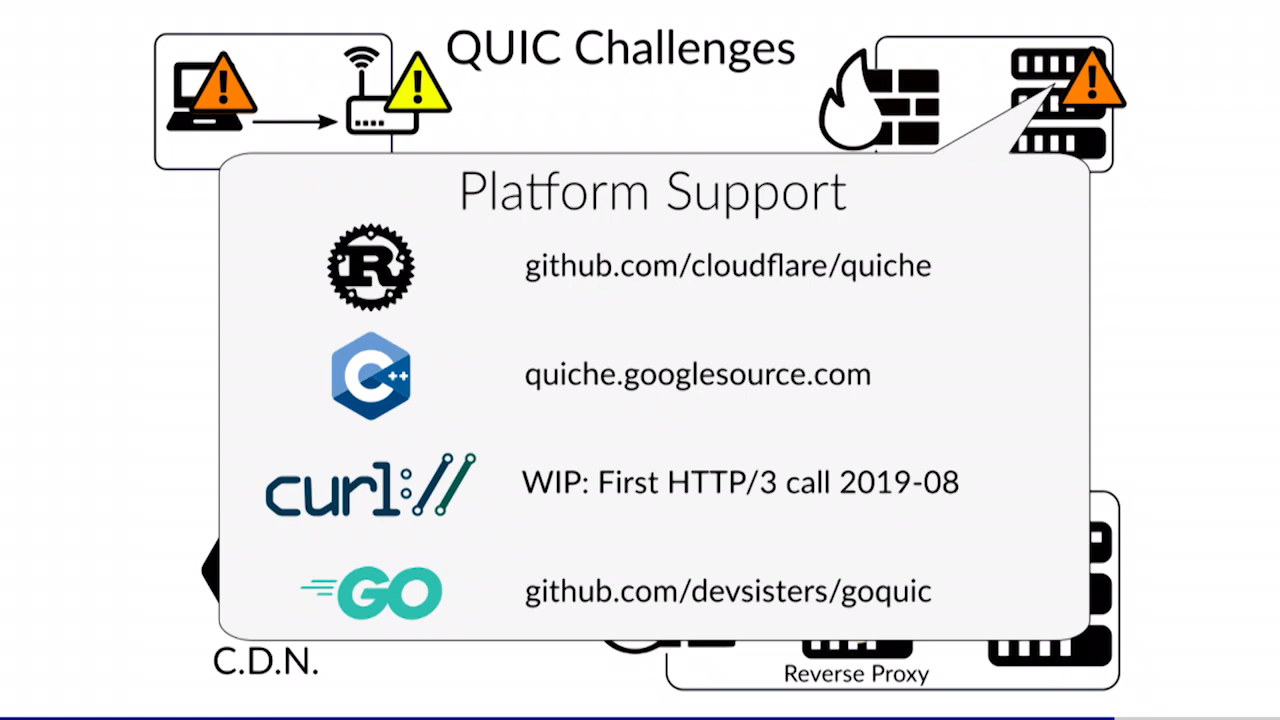 QUIC Challenges
Platform Support
R
github.com/cloudflare/quiche
C++
quiche.googlesource.com
curl://
WIP: First HTTP/3 call 2019-08
GO
github.com/devsisters/goquic
C.D.N.
Reverse Proxy